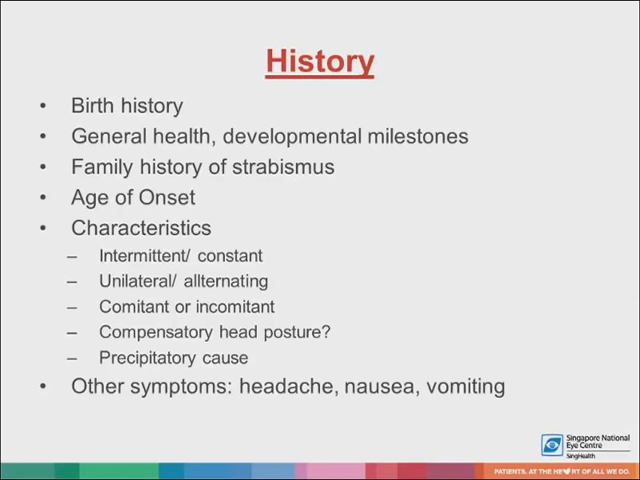 History
• Birth history
• General health, developmental milestones
• Family history of strabismus
• Age of Onset
• Characteristics
– Intermittent/ constant
– Unilateral/ allternating
– Comitant or incomitant
– Compensatory head posture?
– Precipitatory cause
• Other symptoms: headache, nausea, vomiting
Singapore National
Eye Centre
SingHealth
PATIENTS. AT THE HE♥RT OF ALL WE DO.